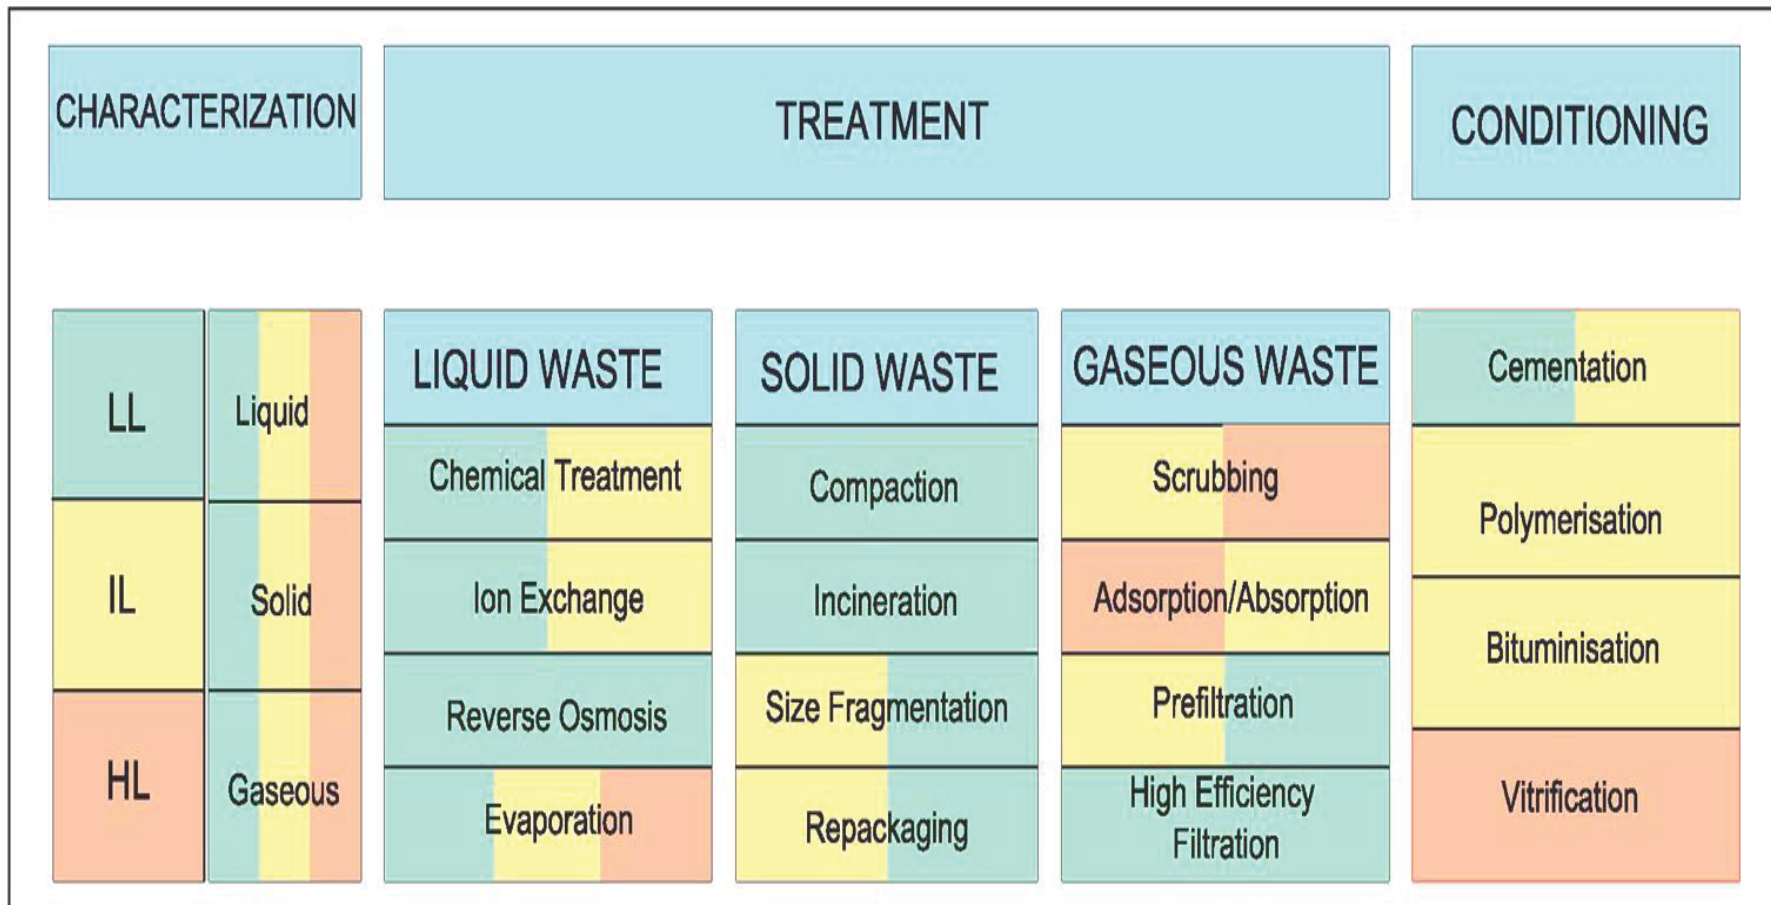 CHARACTERIZATION
TREATMENT
CONDITIONING
LL
IL
HL
Liquid
Solid
Gaseous
LIQUID WASTE
Chemical Treatment
Ion Exchange
Reverse Osmosis
Evaporation
SOLID WASTE
Compaction
Incineration
Size Fragmentation
Repackaging
GASEOUS WASTE
Scrubbing
Adsorption/Absorption
Prefiltration
High Efficiency
Filtration
Cementation
Polymerisation
Bituminisation
Vitrification